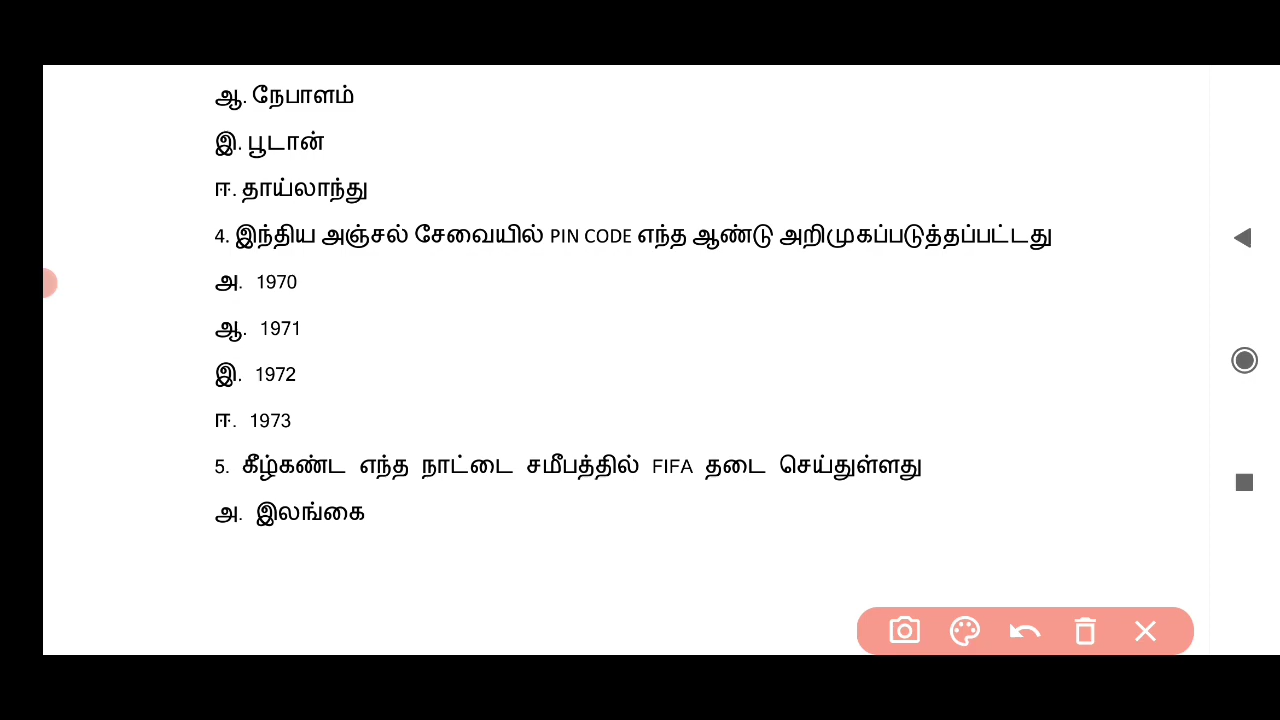 ஆ. நேபாளம்
இ. பூடான்
ஈ. தாய்லாந்து
4. இந்திய அஞ்சல் சேவையில் PIN CODE எந்த ஆண்டு அறிமுகப்படுத்தப்பட்டது
அ. 1970
ஆ. 1971
இ. 1972
ஈ. 1973
5. கீழ்கண்ட எந்த நாட்டை சமீபத்தில் FIFA தடை செய்துள்ளது
அ. இலங்கை